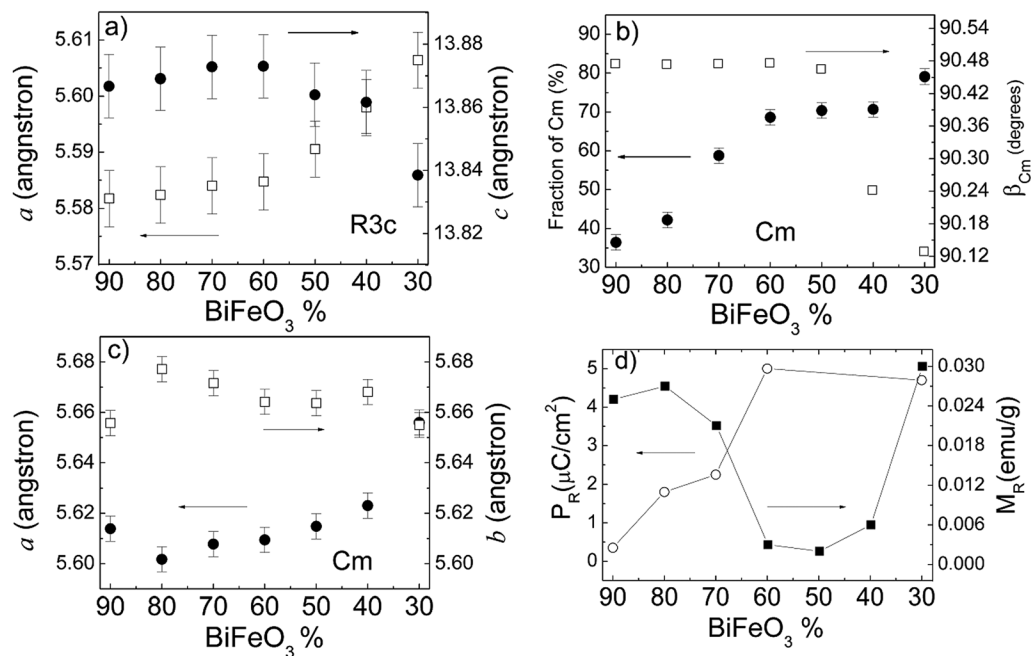 a)
5.61
5.60
5.59
5.58
5.57
a (angnstron)
13.88
13.86
13.84
13.82
c (angnstron)
R3c
90 80 70 60 50 40 30
BiFeO3 %
b)
90
80
70
60
50
40
30
Fraction of Cm (%)
90.54
90.48
90.42
90.36
90.30
90.24
90.18
90.12
βCm (degrees)
Cm
90 80 70 60 50 40 30
BiFeO3 %
c)
5.68
5.66
5.64
5.62
5.60
a (angstron)
5.68
5.66
5.64
5.62
5.60
b (angstron)
Cm
90 80 70 60 50 40 30
BiFeO3 %
d)
5
4
3
2
1
0
PR(μC/cm2)
0.030
0.024
0.018
0.012
0.006
0.000
MR(emu/g)
90 80 70 60 50 40 30
BiFeO3 %